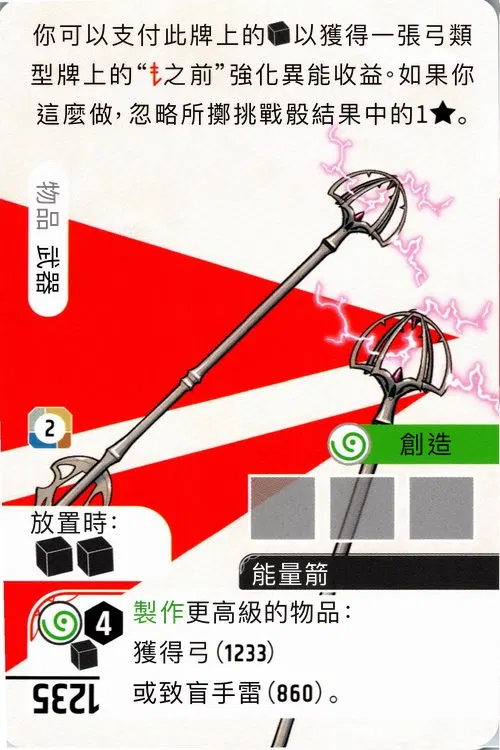 你可以支付此牌上的以獲得一張弓類
型牌上的“之前”強化異能收益。如果你
這麼做，忽略所擲挑戰骰結果中的1★。
物品 武器
2
創造
放置時：
能量箭
4
製作更高級的物品：
獲得弓（1233）
或致盲手雷（860）。
1235